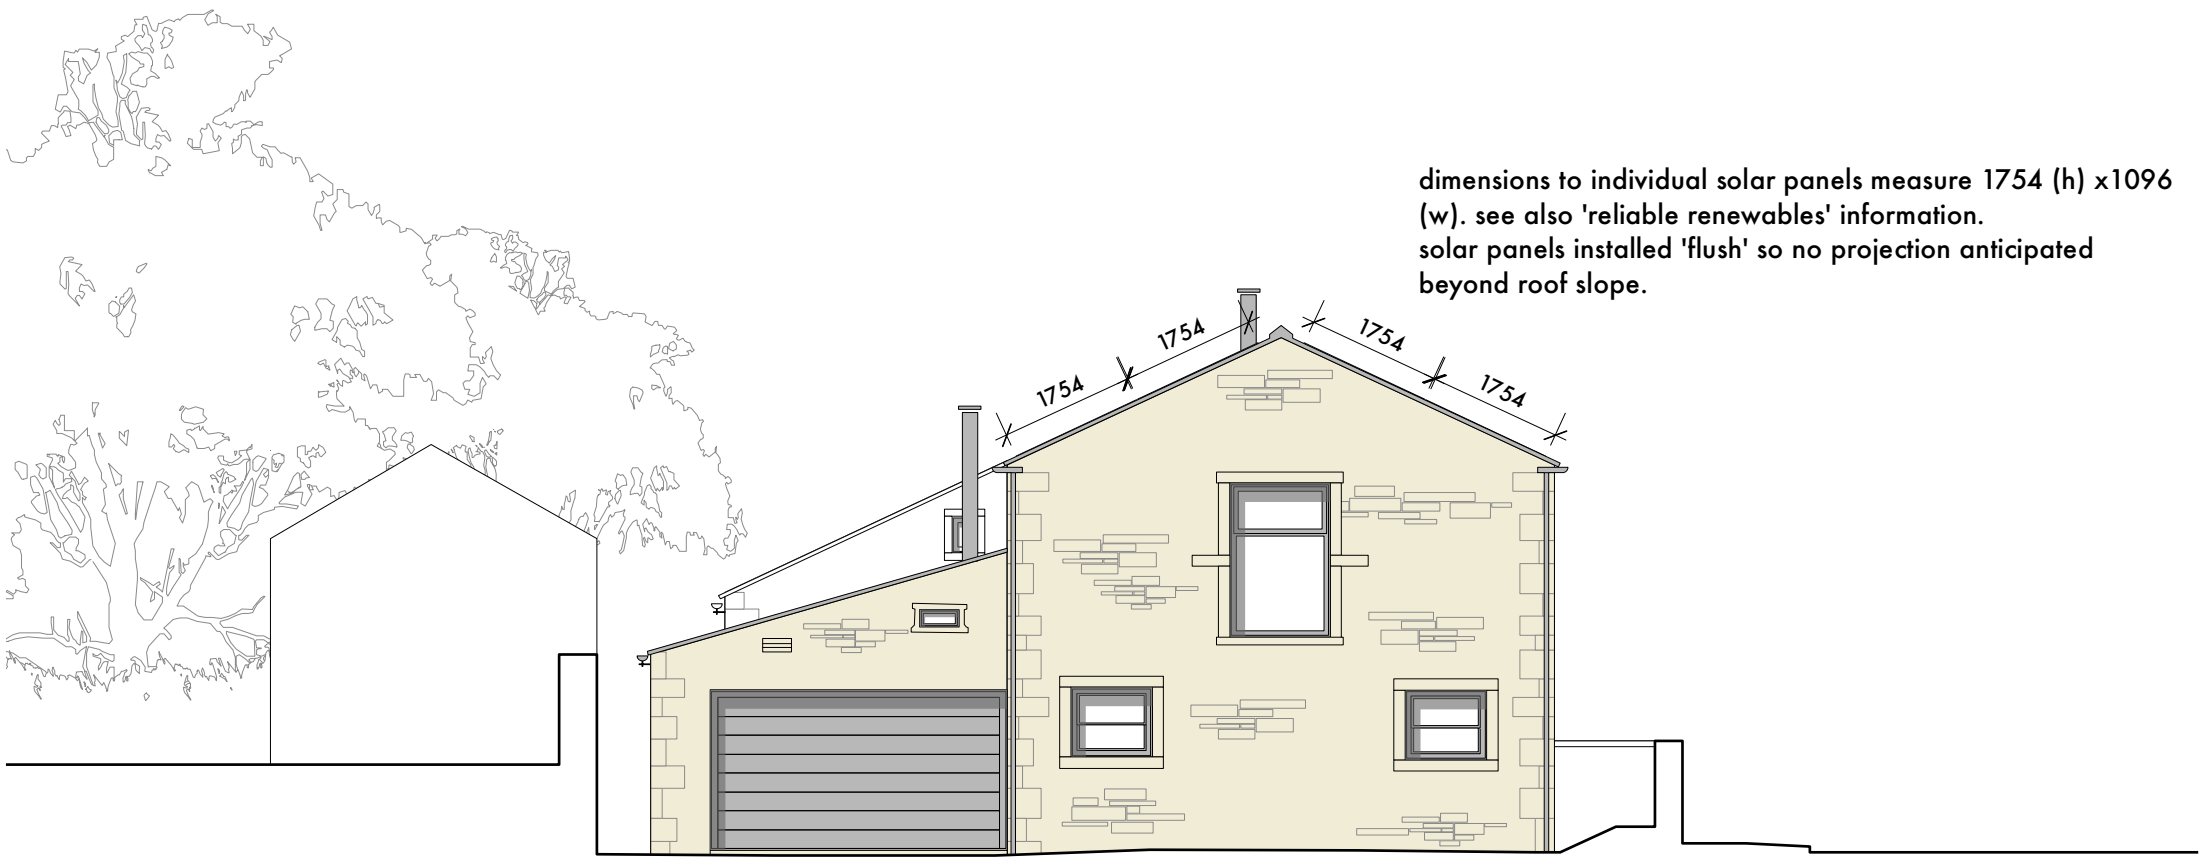 dimensions to individual solar panels measure 1754 (h) x1096
(w). see also 'reliable renewables' information.
solar panels installed 'flush' so no projection anticipated
beyond roof slope.
1754
1754
1754
1754